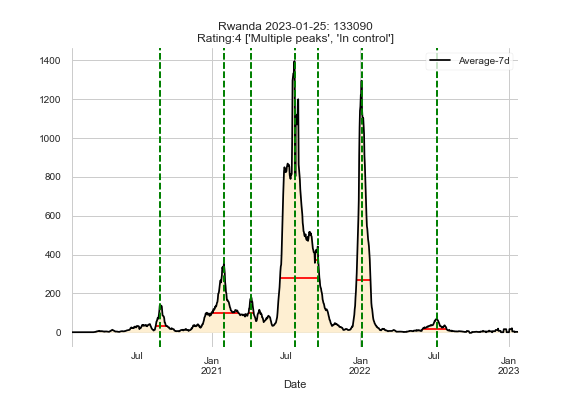 Rwanda 2023-01-25: 133090
Rating:4 ['Multiple peaks', 'In control']
Average-7d
1400
1200
1000
800
600
400
200
0
Jul
Jan
2021
Jul
Jan
2022
Jul
Jan
2023
Date